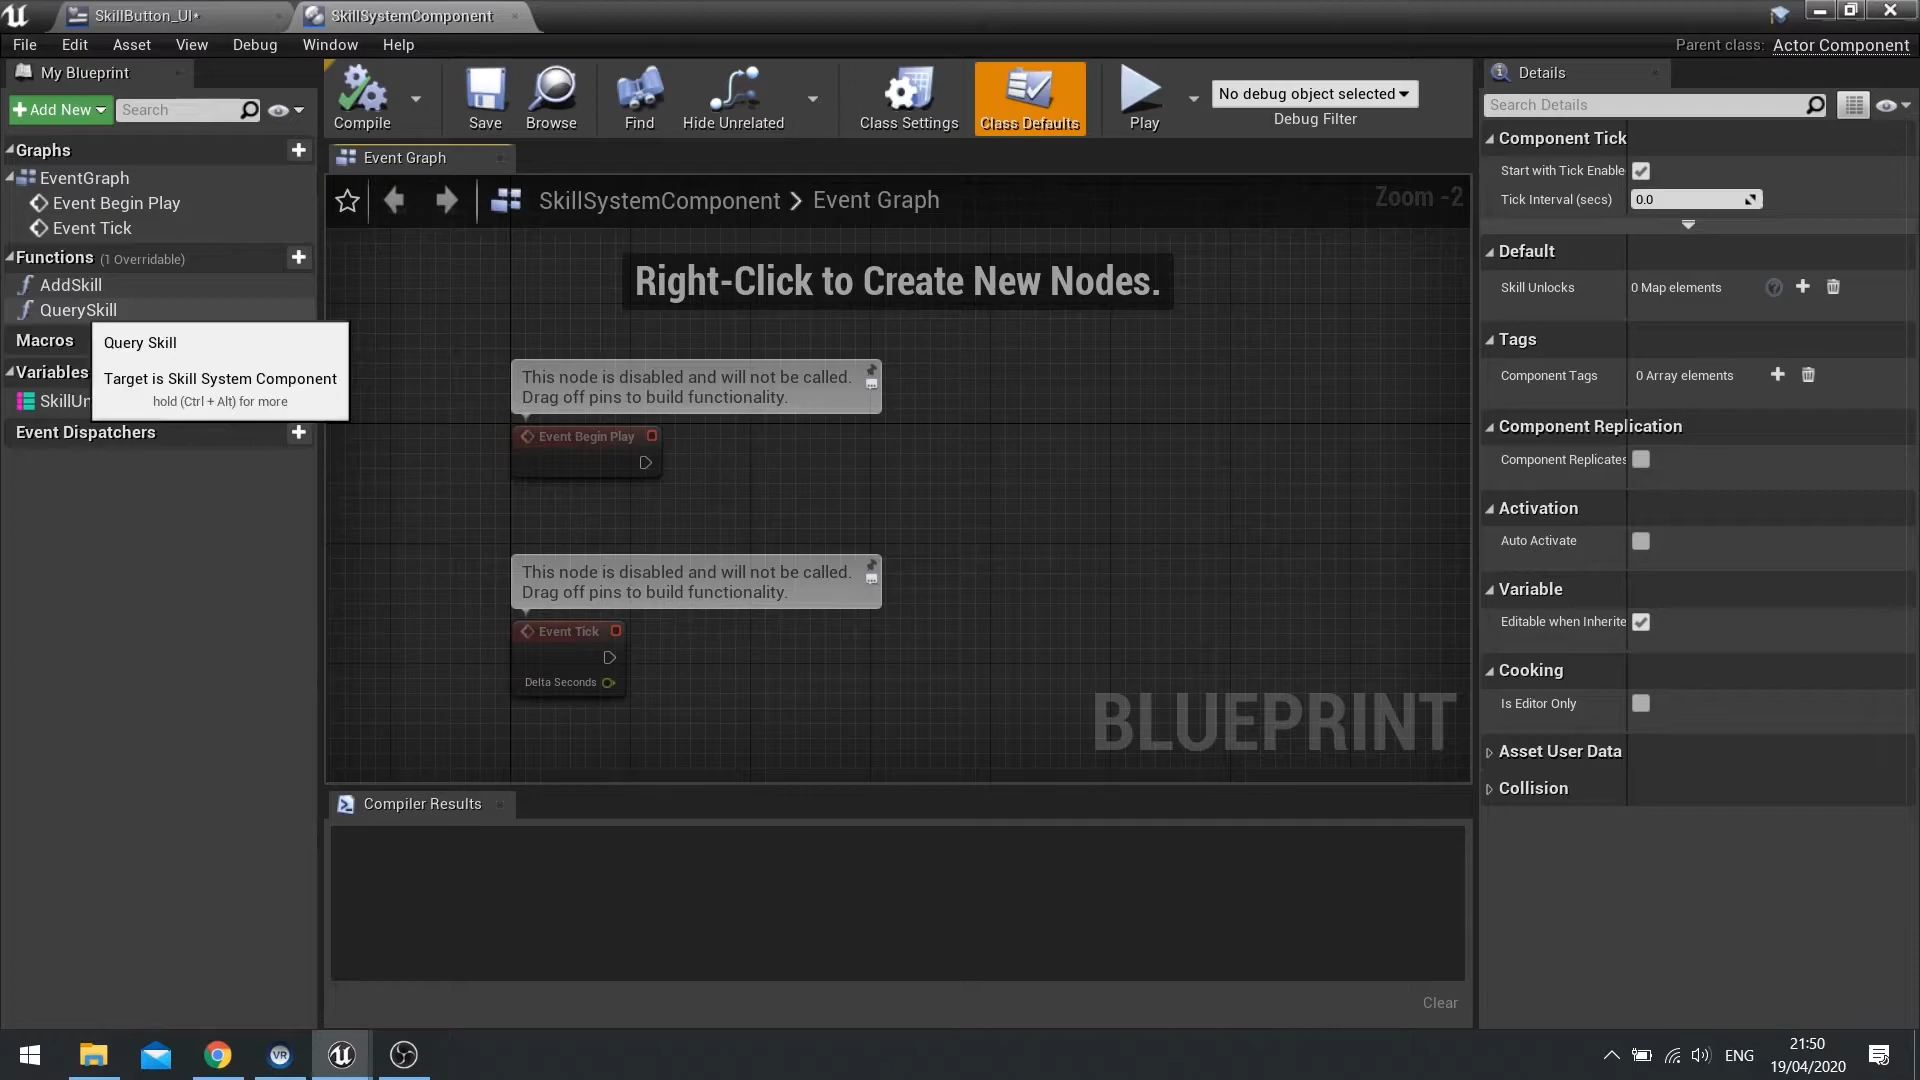 SkillButton_UI*
SkillSystemComponent
File Edit Asset View Debug Window Help
Parent class: Actor Component
My Blueprint
Add New
Search
Compile
Save
Browse
Find
Hide Unrelated
Class Settings
Class Defaults
Play
No debug object selected
Debug Filter
Details
Search Details
Graphs
EventGraph
Event Begin Play
Event Tick
Functions (1 Overridable)
AddSkill
QuerySkill
Macros
Variables
SkillUn
Event Dispatchers
Query Skill
Target is Skill System Component
hold (Ctrl + Alt) for more
Event Graph
SkillSystemComponent > Event Graph
Zoom -2
Right-Click to Create New Nodes.
This node is disabled and will not be called.
Drag off pins to build functionality.
Event Begin Play
This node is disabled and will not be called.
Drag off pins to build functionality.
Event Tick
Delta Seconds
BLUEPRINT
Compiler Results
Clear
Component Tick
Start with Tick Enable
Tick Interval (secs) 0.0
Default
Skill Unlocks 0 Map elements
Tags
Component Tags 0 Array elements
Component Replication
Component Replicates
Activation
Auto Activate
Variable
Editable when Inherite
Cooking
Is Editor Only
Asset User Data
Collision
VR
ENG
21:50
19/04/2020